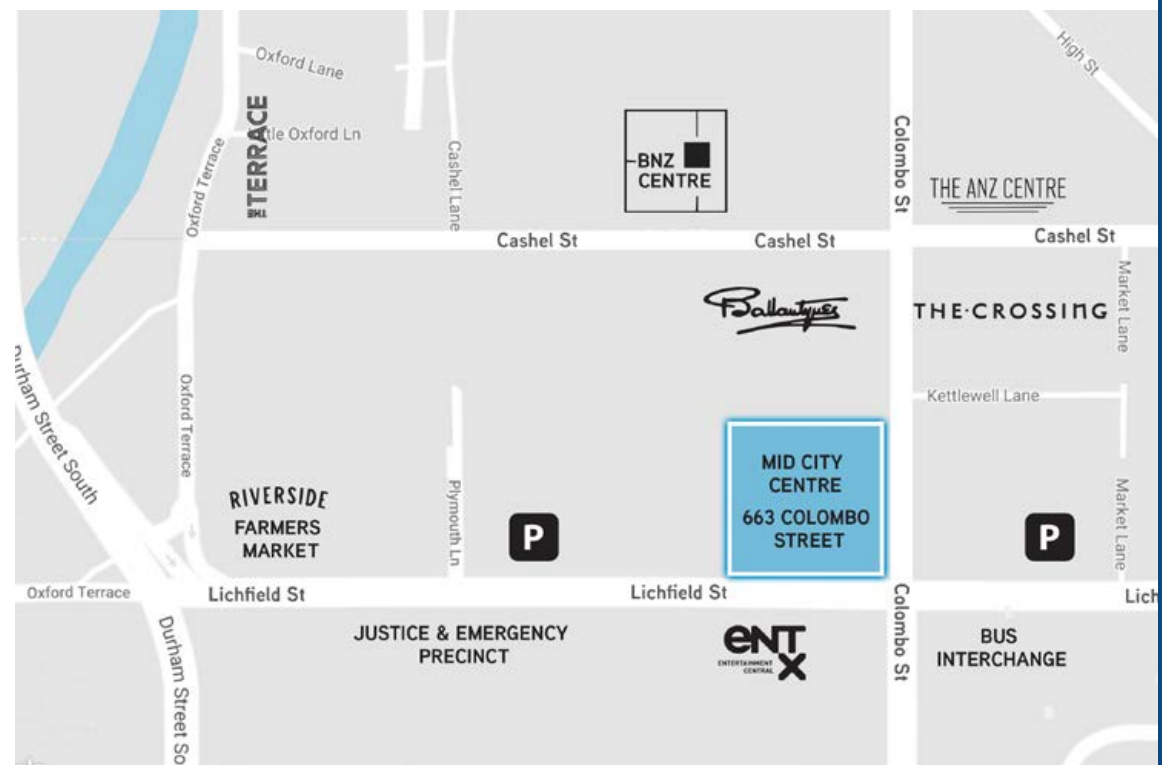 Oxford Lane
High St
THE TERRACE
tle Oxford Ln
Oxford Terrace
Cashel Lane
BNZ
CENTRE
Colombo St
THE ANZ CENTRE
Cashel St
Cashel St
Cashel St
Ballantynes
THE·CROSSING
Market Lane
Durham Street South
Oxford Terrace
Kettlewell Lane
RIVERSIDE
FARMERS
MARKET
Plymouth Ln
P
MID CITY
CENTRE
663 COLOMBO
STREET
P
Market Lane
Oxford Terrace
Lichfield St
Lichfield St
Colombo St
Lich
Durham Street So
JUSTICE & EMERGENCY
PRECINCT
eNTX
ENTERTAINMENT
CENTRAL
BUS
INTERCHANGE